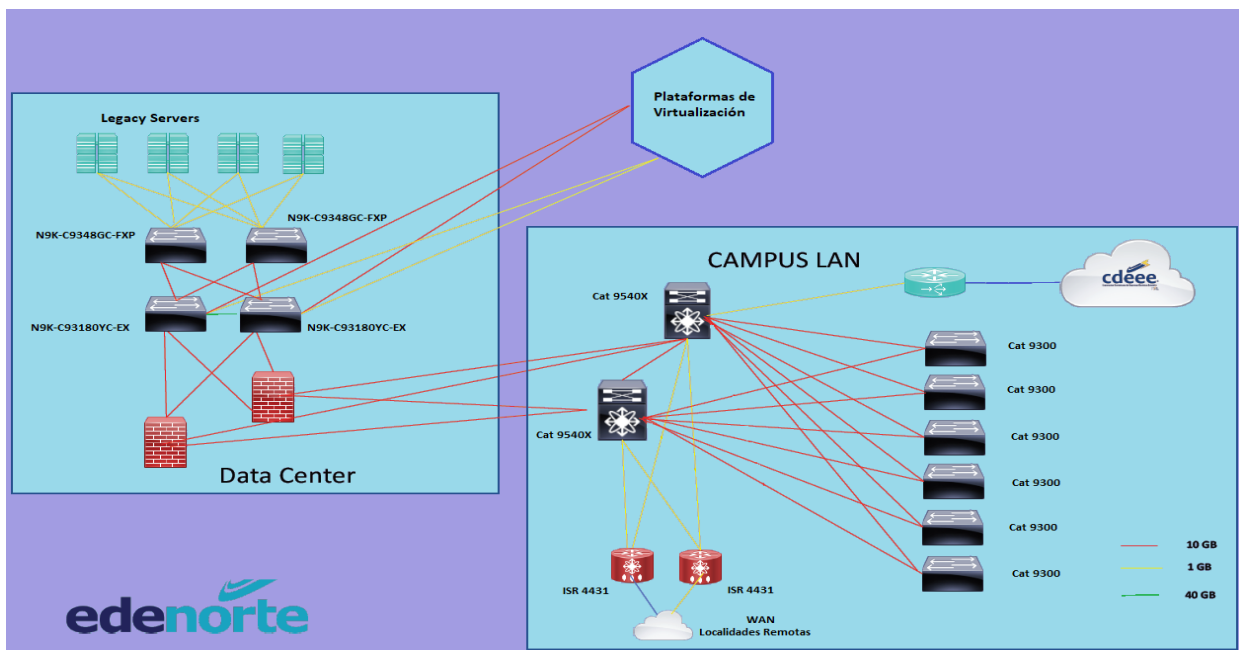 Plataformas de
Virtualización
Legacy Servers
N9K-C9348GC-FXP
N9K-C9348GC-FXP
N9K-C93180YC-EX
N9K-C93180YC-EX
Data Center
CAMPUS LAN
Cat 9540X
Cat 9540X
cdeee
Cat 9300
Cat 9300
Cat 9300
Cat 9300
Cat 9300
Cat 9300
ISR 4431
ISR 4431
WAN
Localidades Remotas
10 GB
1 GB
40 GB
edenorte